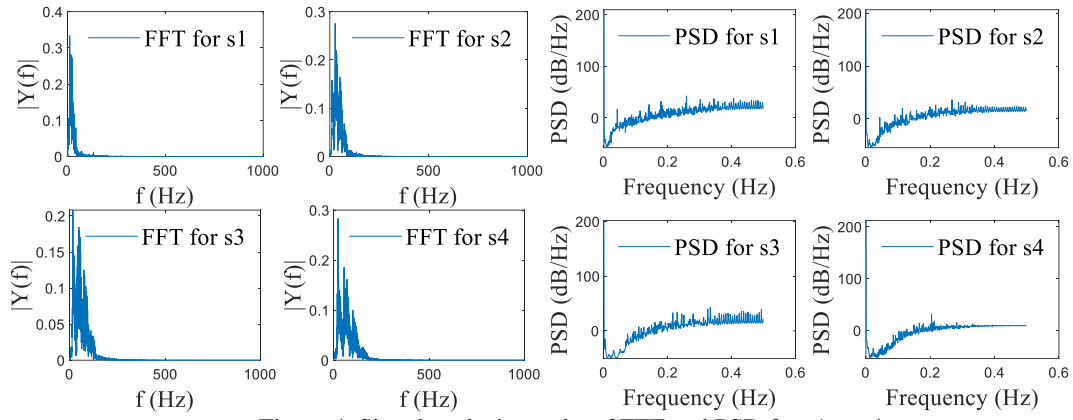 0.4
0.3
0.2
0.1
0
|Y(f)|
FFT for s1
0 500 1000
f (Hz)
0.3
0.2
0.1
0
|Y(f)|
FFT for s2
0 500 1000
f (Hz)
200
100
0
PSD (dB/Hz)
PSD for s1
0 0.2 0.4 0.6
Frequency (Hz)
200
100
0
PSD (dB/Hz)
PSD for s2
0 0.2 0.4 0.6
Frequency (Hz)
0.2
0.15
0.1
0.05
0
|Y(f)|
FFT for s3
0 500 1000
f (Hz)
0.3
0.2
0.1
0
|Y(f)|
FFT for s4
0 500 1000
f (Hz)
200
100
0
PSD (dB/Hz)
PSD for s3
0 0.2 0.4 0.6
Frequency (Hz)
200
100
0
PSD (dB/Hz)
PSD for s4
0 0.2 0.4 0.6
Frequency (Hz)